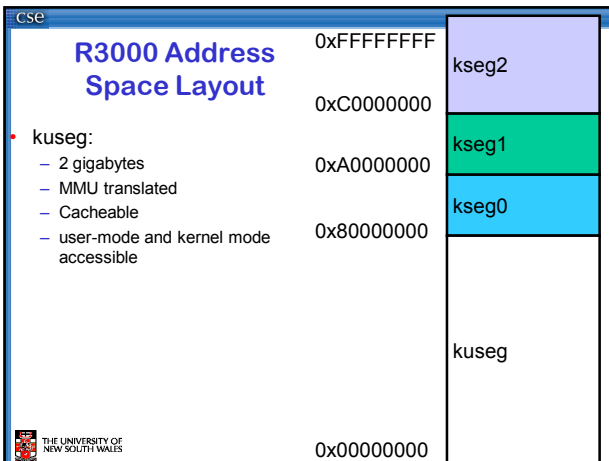 cse
R3000 Address
Space Layout
• kuseg:
– 2 gigabytes
– MMU translated
– Cacheable
– user-mode and kernel mode
accessible
0xFFFFFFFF
0xC0000000
0xA0000000
0x80000000
0x00000000
kseg2
kseg1
kseg0
kuseg
THE UNIVERSITY OF
NEW SOUTH WALES